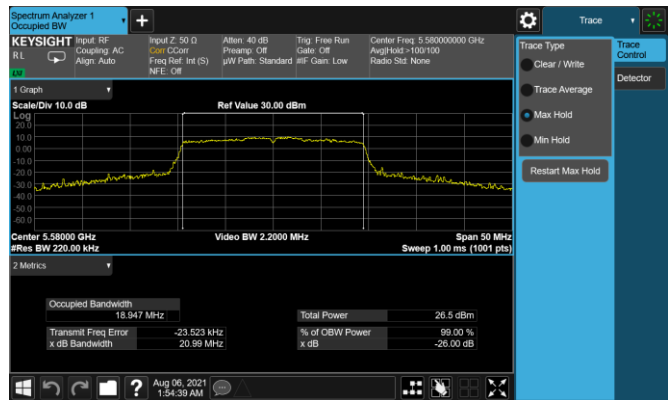 Spectrum Analyzer 1
Occupied BW
Trace
KEYSIGHT
R L
LV
Input: RF
Coupling: AC
Align: Auto
Input Z: 50 Ω
Corr CCorr
Freq Ref: Int (S)
NFE: Off
Atten: 40 dB
Preamp: Off
µW Path: Standard
Trig: Free Run
Gate: Off
#IF Gain: Low
Center Freq: 5.580000000 GHz
Avg|Hold:>100/100
Radio Std: None
Trace Type
Clear / Write
Trace Average
Max Hold
Min Hold
Restart Max Hold
Trace
Control
Detector
1 Graph
Scale/Div 10.0 dB
Ref Value 30.00 dBm
Log
20.0
10.0
0.00
-10.0
-20.0
-30.0
-40.0
-50.0
-60.0
Center 5.58000 GHz
#Res BW 220.00 kHz
Video BW 2.2000 MHz
Span 50 MHz
Sweep 1.00 ms (1001 pts)
2 Metrics
Occupied Bandwidth
18.947 MHz
Total Power 26.5 dBm
Transmit Freq Error -23.523 kHz
% of OBW Power 99.00 %
x dB Bandwidth 20.99 MHz
x dB -26.00 dB
?
Aug 06, 2021
1:54:39 AM